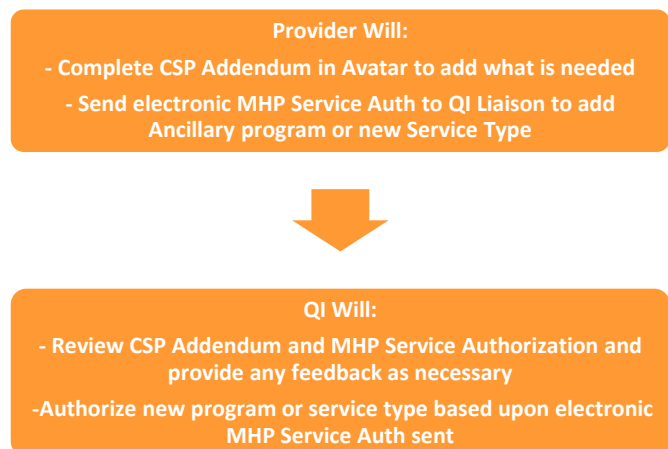 Provider Will:
- Complete CSP Addendum in Avatar to add what is needed
- Send electronic MHP Service Auth to QI Liaison to add
Ancillary program or new Service Type
QI Will:
- Review CSP Addendum and MHP Service Authorization and
provide any feedback as necessary
-Authorize new program or service type based upon electronic
MHP Service Auth sent